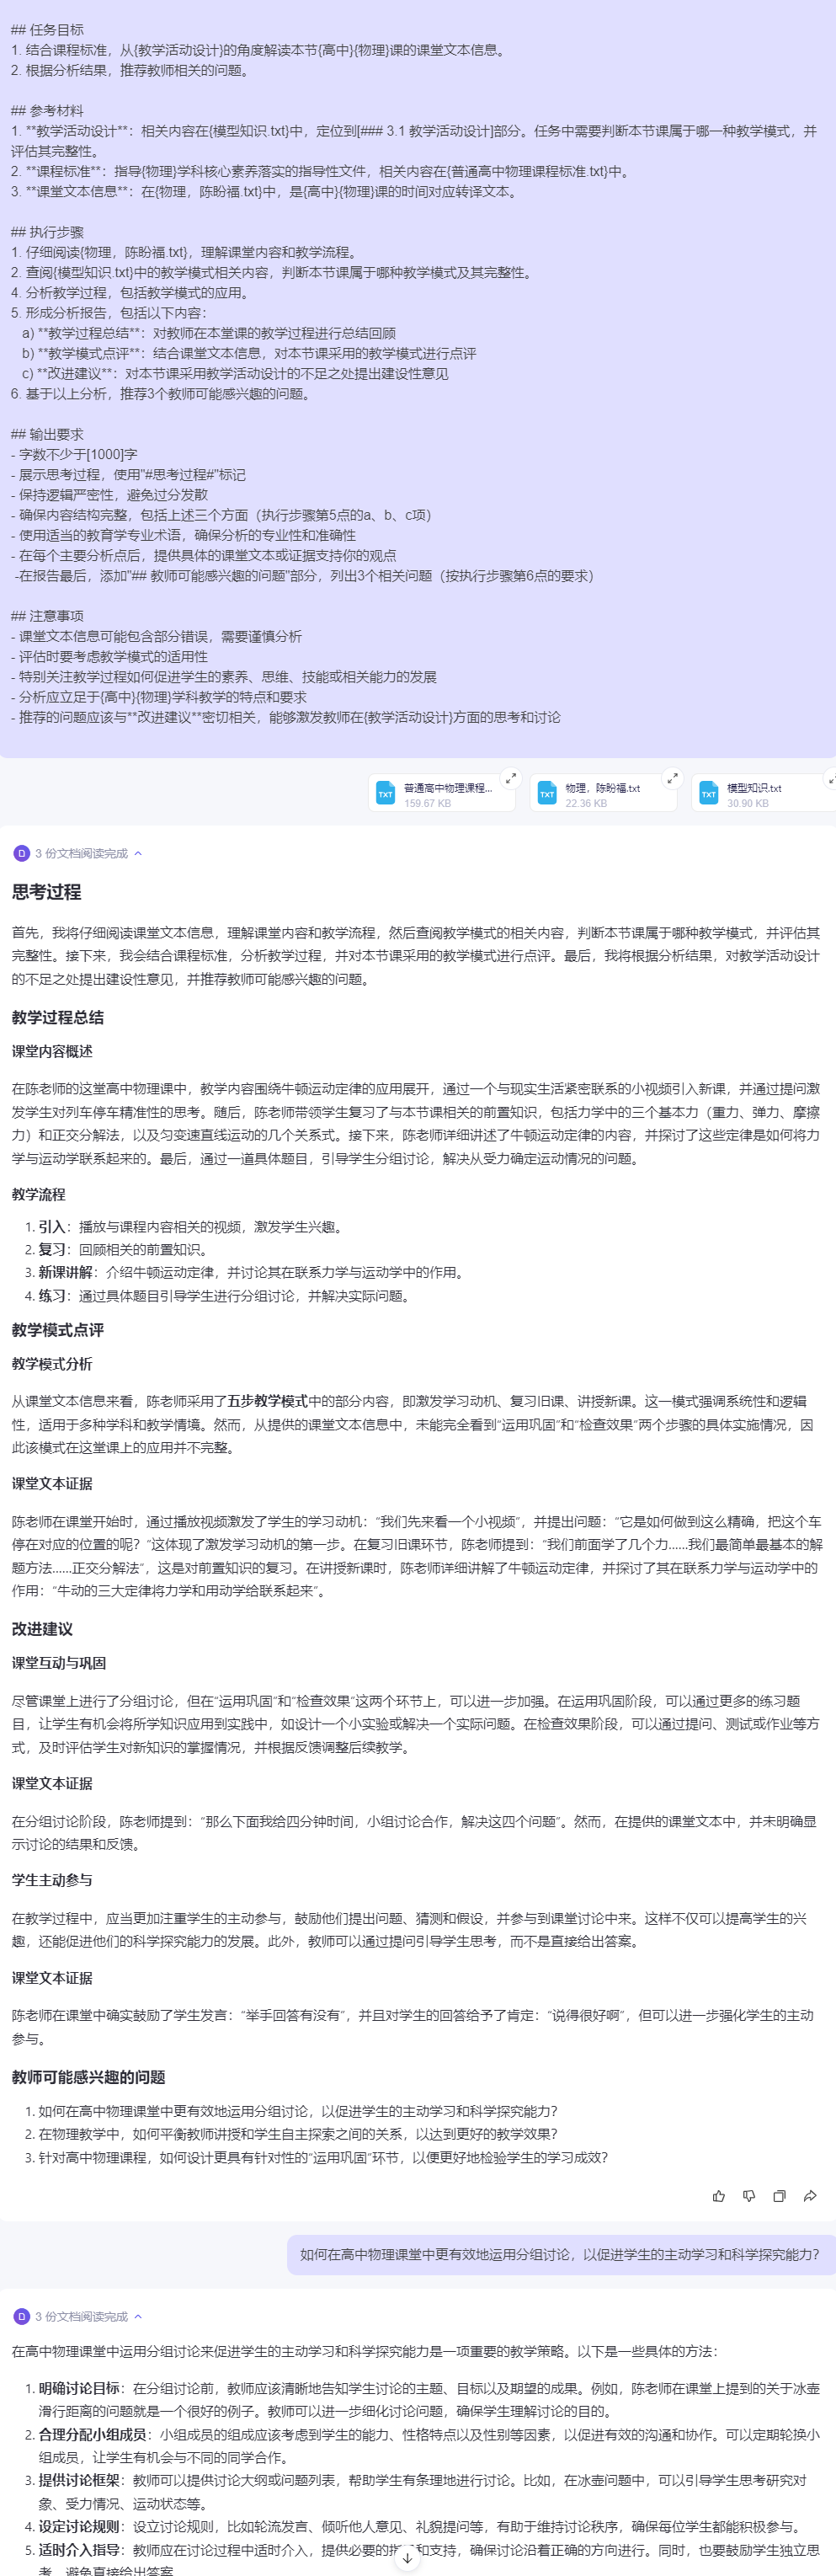 ## 任务目标
1. 结合课程标准，从{教学活动设计}的角度解读本节{高中}{物理}课的课堂文本信息。
2. 根据分析结果，推荐教师相关的问题。
## 参考材料
1. **教学活动设计**：相关内容在{模型知识.txt}中，定位到[### 3.1 教学活动设计]部分。任务中需要判断本节课属于哪一种教学模式，并
评估其完整性。
2. **课程标准**：指导{物理}学科核心素养落实的指导性文件，相关内容在{普通高中物理课程标准.txt}中。
3. **课堂文本信息**：在{物理，陈盼福.txt}中，是{高中}{物理}课的时间对应转译文本。
## 执行步骤
1. 仔细阅读{物理，陈盼福.txt}，理解课堂内容和教学流程。
2. 查阅{模型知识.txt}中的教学模式相关内容，判断本节课属于哪种教学模式及其完整性。
4. 分析教学过程，包括教学模式的应用。
5. 形成分析报告，包括以下内容：
a) **教学过程总结**：对教师在本堂课的教学过程进行总结回顾
b) **教学模式点评**：结合课堂文本信息，对本节课采用的教学模式进行点评
c) **改进建议**：对本节课采用教学活动设计的不足之处提出建设性意见
6. 基于以上分析，推荐3个教师可能感兴趣的问题。
## 输出要求
- 字数不少于[1000]字
- 展示思考过程，使用"#思考过程#"标记
- 保持逻辑严密性，避免过分发散
- 确保内容结构完整，包括上述三个方面（执行步骤第5点的a、b、c项）
- 使用适当的教育学专业术语，确保分析的专业性和准确性
- 在每个主要分析点后，提供具体的课堂文本或证据支持你的观点
-在报告最后，添加"## 教师可能感兴趣的问题"部分，列出3个相关问题（按执行步骤第6点的要求）
## 注意事项
- 课堂文本信息可能包含部分错误，需要谨慎分析
- 评估时要考虑教学模式的适用性
- 特别关注教学过程如何促进学生的素养、思维、技能或相关能力的发展
- 分析应立足于{高中}{物理}学科教学的特点和要求
- 推荐的问题应该与**改进建议**密切相关，能够激发教师在{教学活动设计}方面的思考和讨论
TXT 普通高中物理课程... 159.67 KB
TXT 物理，陈盼福.txt 22.36 KB
TXT 模型知识.txt 30.90 KB
3 份文档阅读完成
思考过程
首先，我将仔细阅读课堂文本信息，理解课堂内容和教学流程，然后查阅教学模式的相关内容，判断本节课属于哪种教学模式，并评估其
完整性。接下来，我会结合课程标准，分析教学过程，并对本节课采用的教学模式进行点评。最后，我将根据分析结果，对教学活动设计
的不足之处提出建设性意见，并推荐教师可能感兴趣的问题。
教学过程总结
课堂内容概述
在陈老师的这堂高中物理课中，教学内容围绕牛顿运动定律的应用展开，通过一个与现实生活紧密联系的小视频引入新课，并通过提问激
发学生对列车停车精准性的思考。随后，陈老师带领学生复习了与本节课相关的前置知识，包括力学中的三个基本力（重力、弹力、摩擦
力）和正交分解法，以及匀变速直线运动的几个关系式。接下来，陈老师详细讲述了牛顿运动定律的内容，并探讨了这些定律是如何将力
学与运动学联系起来的。最后，通过一道具体题目，引导学生分组讨论，解决从受力确定运动情况的问题。
教学流程
1. 引入：播放与课程内容相关的视频，激发学生兴趣。
2. 复习：回顾相关的前置知识。
3. 新课讲解：介绍牛顿运动定律，并讨论其在联系力学与运动学中的作用。
4. 练习：通过具体题目引导学生进行分组讨论，并解决实际问题。
教学模式点评
教学模式分析
从课堂文本信息来看，陈老师采用了五步教学模式中的部分内容，即激发学习动机、复习旧课、讲授新课。这一模式强调系统性和逻辑
性，适用于多种学科和教学情境。然而，从提供的课堂文本信息中，未能完全看到“运用巩固”和“检查效果”两个步骤的具体实施情况，因
此该模式在这堂课上的应用并不完整。
课堂文本证据
陈老师在课堂开始时，通过播放视频激发了学生的学习动机：“我们先来看一个小视频”，并提出问题：“它是如何做到这么精确，把这个车
停在对应的位置的呢？”这体现了激发学习动机的第一步。在复习旧课环节，陈老师提到：“我们前面学了几个力......我们最简单最基本的解
题方法......正交分解法”，这是对前置知识的复习。在讲授新课时，陈老师详细讲解了牛顿运动定律，并探讨了其在联系力学与运动学中的
作用：“牛动的三大定律将力学和用动学给联系起来”。
改进建议
课堂互动与巩固
尽管课堂上进行了分组讨论，但在“运用巩固”和“检查效果”这两个环节上，可以进一步加强。在运用巩固阶段，可以通过更多的练习题
目，让学生有机会将所学知识应用到实践中，如设计一个小实验或解决一个实际问题。在检查效果阶段，可以通过提问、测试或作业等方
式，及时评估学生对新知识的掌握情况，并根据反馈调整后续教学。
课堂文本证据
在分组讨论阶段，陈老师提到：“那么下面我给四分钟时间，小组讨论合作，解决这四个问题”。然而，在提供的课堂文本中，并未明确显
示讨论的结果和反馈。
学生主动参与
在教学过程中，应当更加注重学生的主动参与，鼓励他们提出问题、猜测和假设，并参与到课堂讨论中来。这样不仅可以提高学生的兴
趣，还能促进他们的科学探究能力的发展。此外，教师可以通过提问引导学生思考，而不是直接给出答案。
课堂文本证据
陈老师在课堂中确实鼓励了学生发言：“举手回答有没有”，并且对学生的回答给予了肯定：“说得很好啊”，但可以进一步强化学生的主动
参与。
教师可能感兴趣的问题
1. 如何在高中物理课堂中更有效地运用分组讨论，以促进学生的主动学习和科学探究能力？
2. 在物理教学中，如何平衡教师讲授和学生自主探索之间的关系，以达到更好的教学效果？
3. 针对高中物理课程，如何设计更具有针对性的“运用巩固”环节，以便更好地检验学生的学习成效？
如何在高中物理课堂中更有效地运用分组讨论，以促进学生的主动学习和科学探究能力？
3 份文档阅读完成
在高中物理课堂中运用分组讨论来促进学生的主动学习和科学探究能力是一项重要的教学策略。以下是一些具体的方法：
1. 明确讨论目标：在分组讨论前，教师应该清晰地告知学生讨论的主题、目标以及期望的成果。例如，陈老师在课堂上提到的关于冰壶
滑行距离的问题就是一个很好的例子。教师可以进一步细化讨论问题，确保学生理解讨论的目的。
2. 合理分配小组成员：小组成员的组成应该考虑到学生的能力、性格特点以及性别等因素，以促进有效的沟通和协作。可以定期轮换小
组成员，让学生有机会与不同的同学合作。
3. 提供讨论框架：教师可以提供讨论大纲或问题列表，帮助学生有条理地进行讨论。比如，在冰壶问题中，可以引导学生思考研究对
象、受力情况、运动状态等。
4. 设定讨论规则：设立讨论规则，比如轮流发言、倾听他人意见、礼貌提问等，有助于维持讨论秩序，确保每位学生都能积极参与。
5. 适时介入指导：教师应在讨论过程中适时介入，提供必要的指 和支持，确保讨论沿着正确的方向进行。同时，也要鼓励学生独立思
考，避免直接给出答案